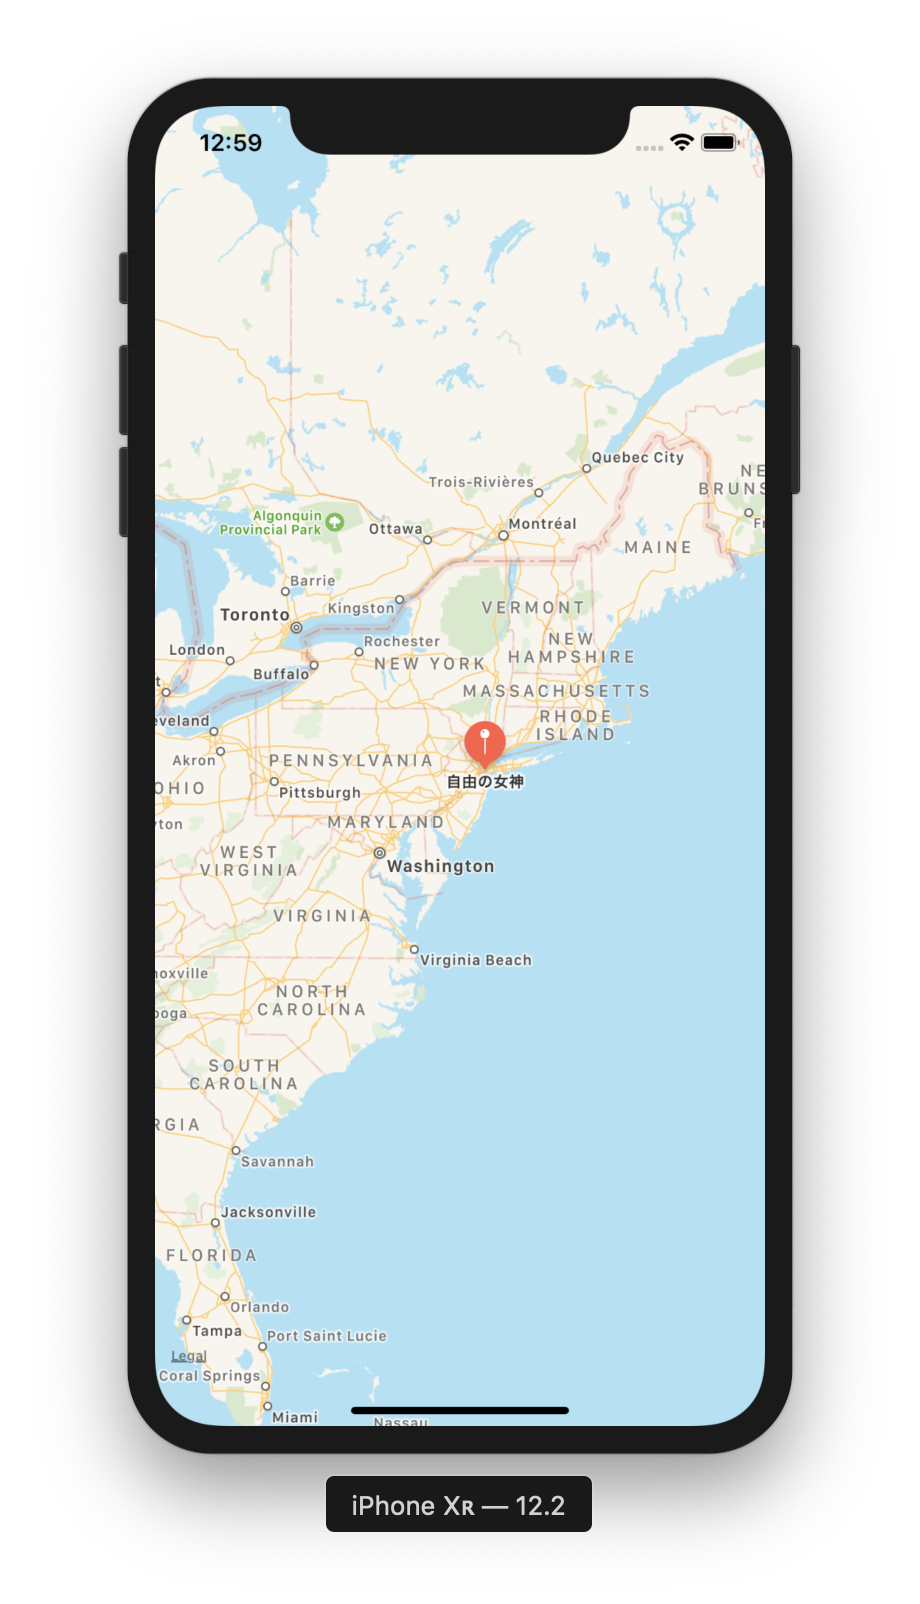 12:59
Quebec City
Trois-Rivières
NE
BRUNS
Algonquin
Provincial Park
Ottawa
Montréal
Fr
MAINE
Barrie
Kingston
VERMONT
Toronto
NEW
HAMPSHIRE
Rochester
London
NEW YORK
Buffalo
t
MASSACHUSETTS
RHODE
ISLAND
eveland
Akron
PENNSYLVANIA
自由の女神
OHIO
Pittsburgh
yton
MARYLAND
WEST
VIRGINIA
Washington
VIRGINIA
Virginia Beach
noxville
NORTH
CAROLINA
ooga
SOUTH
CAROLINA
RGIA
Savannah
Jacksonville
FLORIDA
Orlando
Tampa
Port Saint Lucie
Legal
Coral Springs
Miami
Nassau
iPhone XR — 12.2